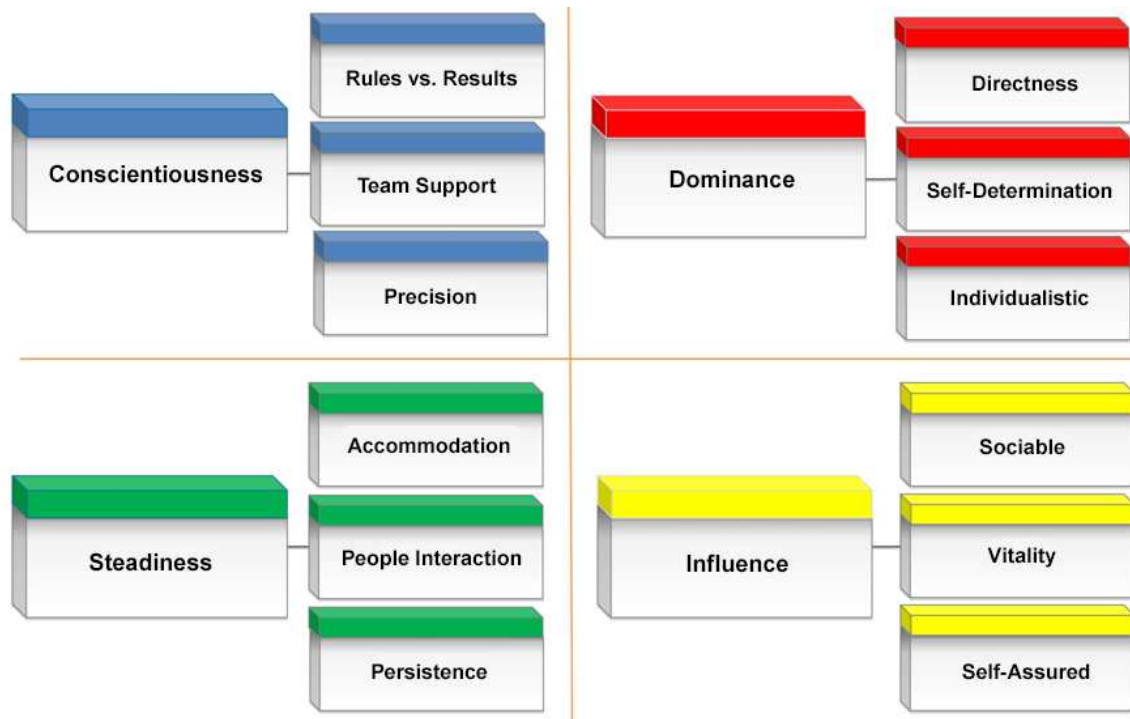 Conscientiousness
Rules vs. Results
Team Support
Precision
Dominance
Directness
Self-Determination
Individualistic
Steadiness
Accommodation
People Interaction
Persistence
Influence
Sociable
Vitality
Self-Assured